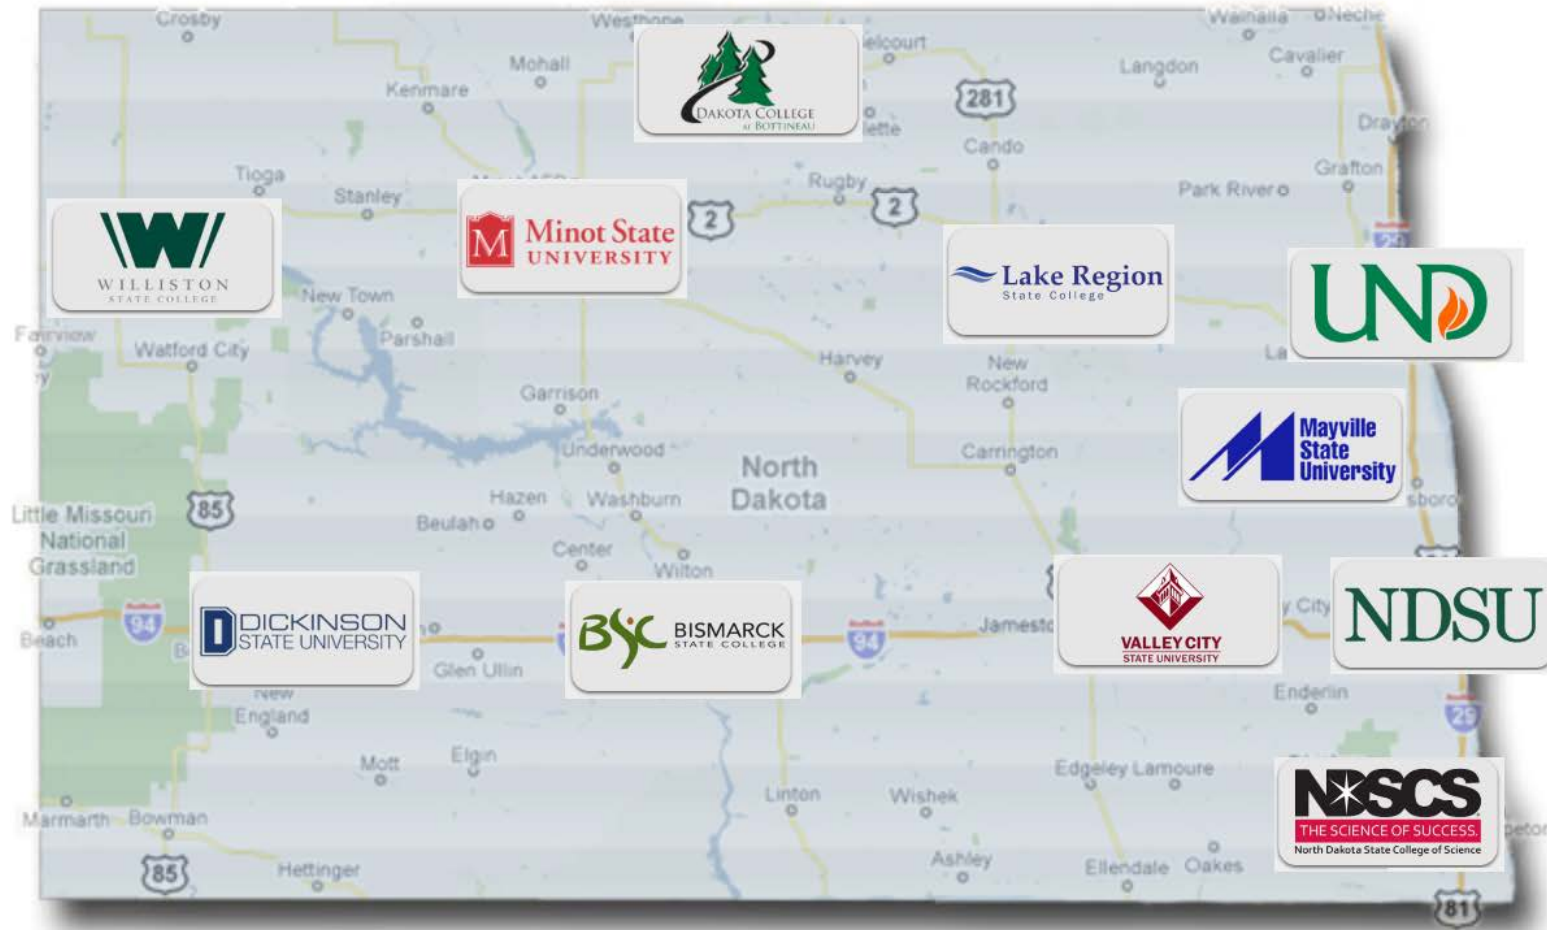 Crosby
Westhope
Walhalla
Neche
Cavalier
Langdon
Mohall
Kenmare
281
DAKOTA COLLEGE
AT BOTTINEAU
Drayton
Cando
Grafton
Tioga
Stanley
Rugby
Park River
2
2
29
WILLISTON
STATE COLLEGE
M Minot State
UNIVERSITY
Lake Region
State College
UND
New Town
Parshall
Fairview
Watford City
Harvey
New
Rockford
La
Garrison
Mayville
State
University
Underwood
Carrington
North
Dakota
85
Hazen
Washburn
Beulah
Little Missouri
National
Grassland
Center
Wilton
94
Beach
D DICKINSON
STATE UNIVERSITY
BSC BISMARCK
STATE COLLEGE
94
VALLEY CITY
STATE UNIVERSITY
y City
NDSU
Glen Ullin
New
England
Enderlin
29
Mott
Elgin
Edgeley
Lamoure
NDSCS
THE SCIENCE OF SUCCESS.
North Dakota State College of Science
Linton
Wishek
Marmarth
Bowman
85
Hettinger
Ashley
Ellendale
Oakes
81